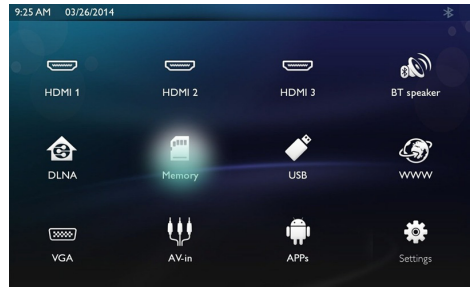 9:25 AM 03/26/2014
HDMI 1 HDMI 2 HDMI 3 BT speaker
DLNA Memory USB WWW
VGA AV-in APPs Settings